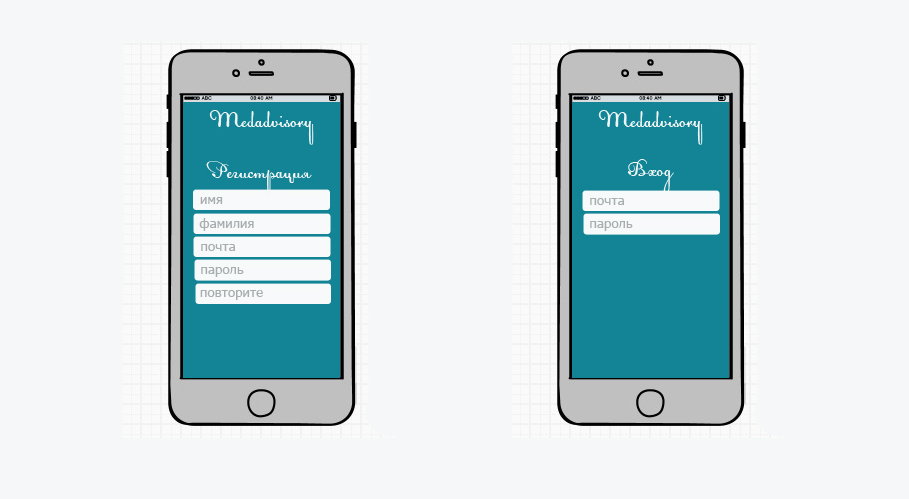 ABC 08:40 AM
Medadvisory
Регистрация
имя
фамилия
почта
пароль
повторите
ABC 08:40 AM
Medadvisory
Вход
почта
пароль